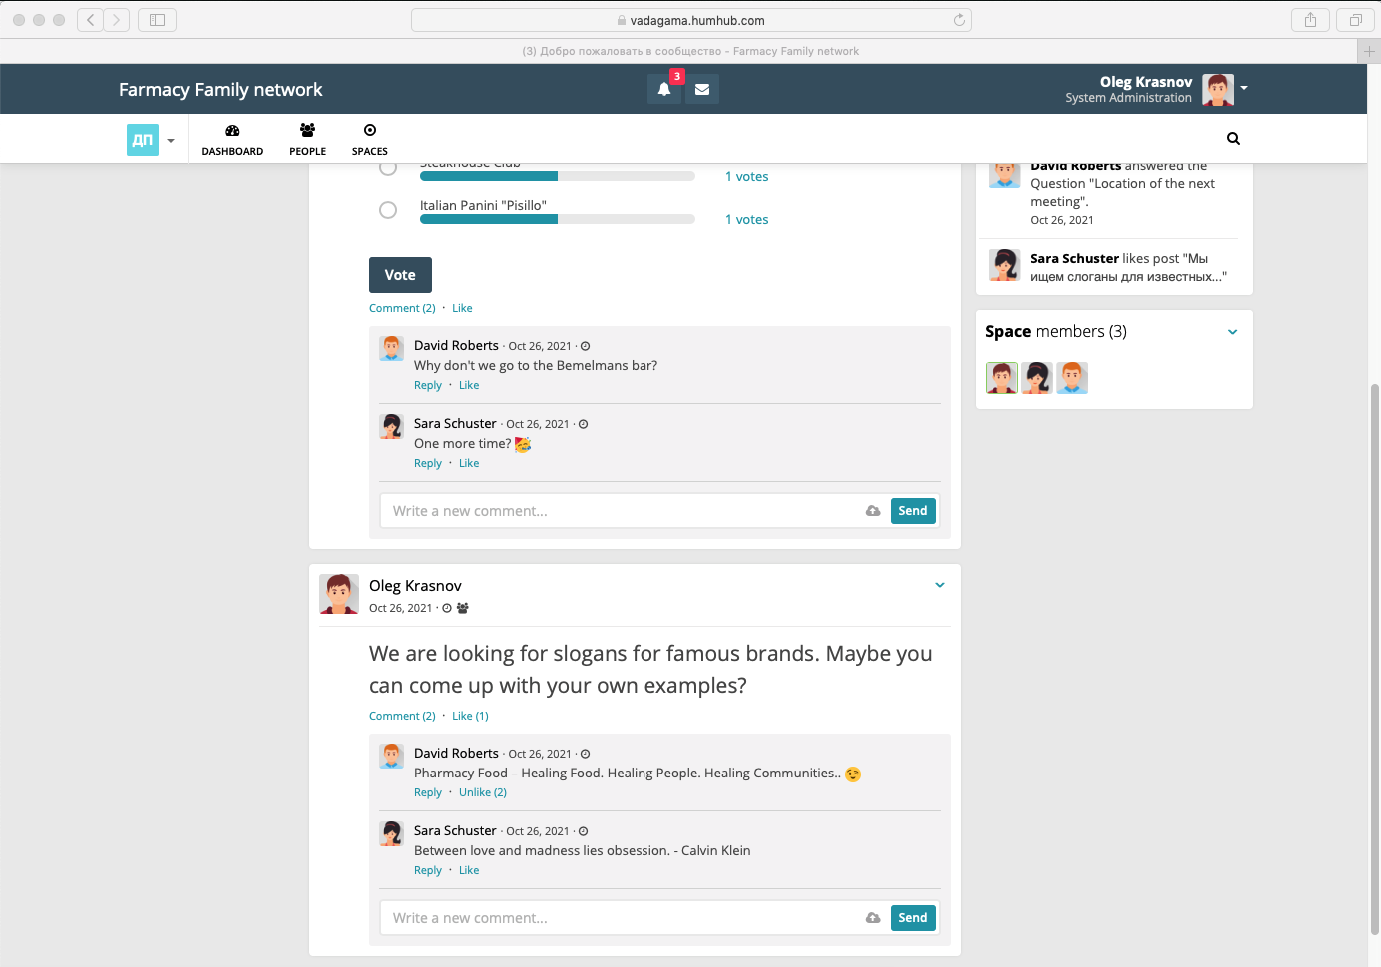 vadagama.humhub.com
(3) Добро пожаловать в сообщество – Farmacy Family network
Farmacy Family network
3
Oleg Krasnov
System Administration
ДП
DASHBOARD
PEOPLE
SPACES
Steakhouse Club
1 votes
Italian Panini "Pisillo"
1 votes
Vote
Comment (2) · Like
David Roberts · Oct 26, 2021 ·
Why don't we go to the Bemelmans bar?
Reply · Like
Sara Schuster · Oct 26, 2021 ·
One more time? 🥳
Reply · Like
Write a new comment...
Send
Oleg Krasnov
Oct 26, 2021 ·
We are looking for slogans for famous brands. Maybe you
can come up with your own examples?
Comment (2) · Like (1)
David Roberts · Oct 26, 2021 ·
Pharmacy Food - Healing Food. Healing People. Healing Communities.. 😉
Reply · Unlike (2)
Sara Schuster · Oct 26, 2021 ·
Between love and madness lies obsession. - Calvin Klein
Reply · Like
Write a new comment...
Send
David Roberts answered the
Question "Location of the next
meeting".
Oct 26, 2021
Sara Schuster likes post "Мы
ищем слоганы для известных..."
Space members (3)